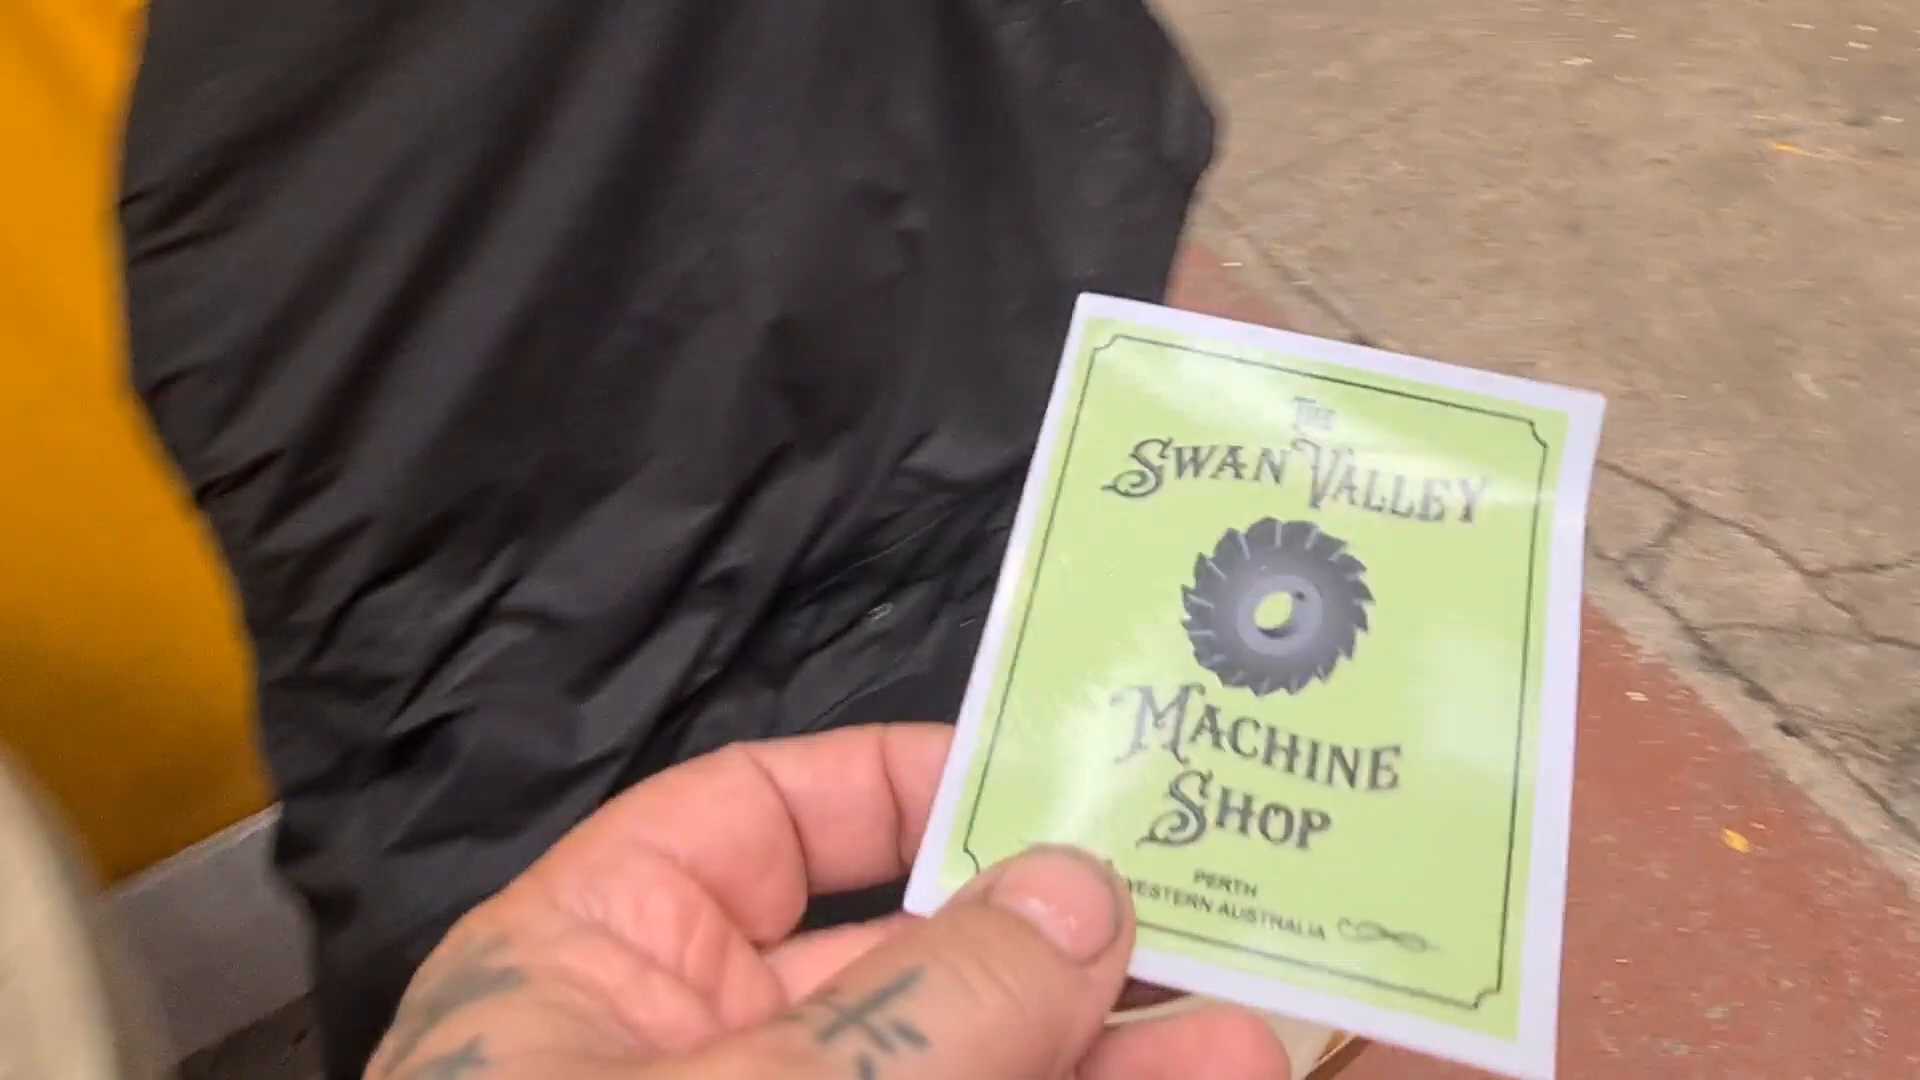 THE
SWAN VALLEY
MACHINE
SHOP
PERTH
WESTERN AUSTRALIA